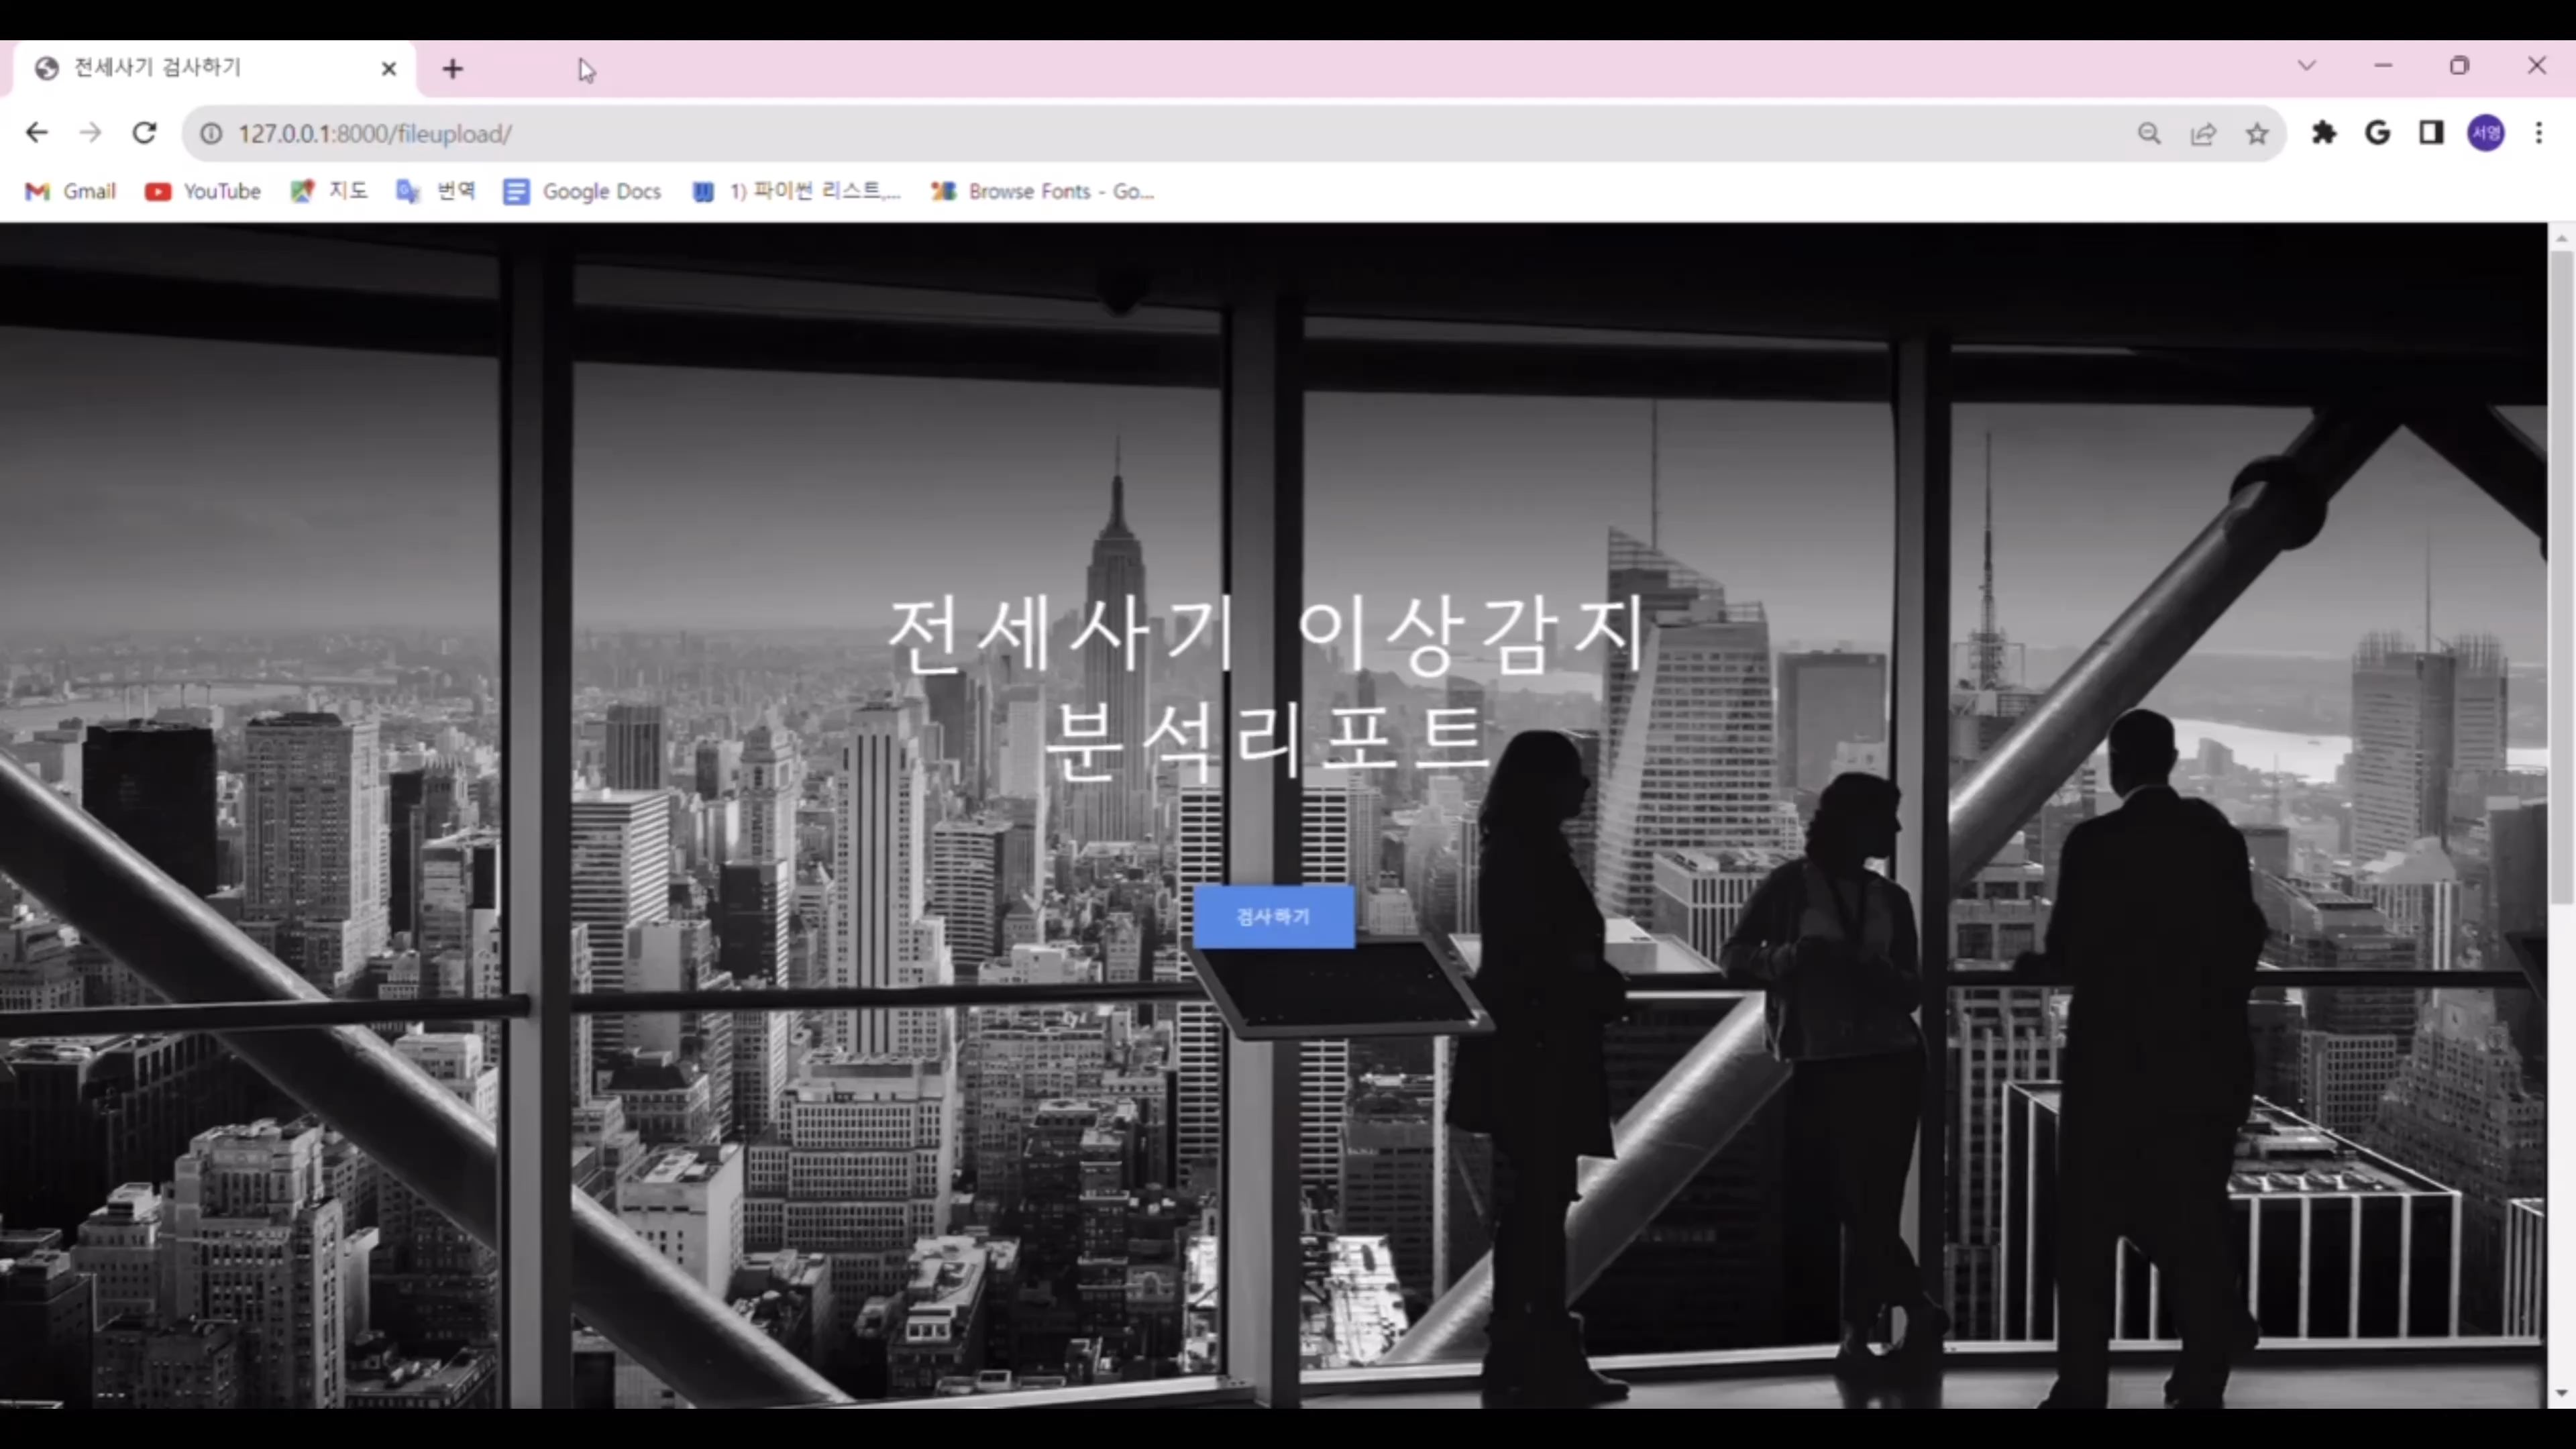 전세사기 검사하기
127.0.0.1:8000/fileupload/
서영
Gmail
YouTube
지도
번역
Google Docs
1) 파이썬 리스트,...
Browse Fonts - Go...
전세사기 이상감지
분석리포트
검사하기